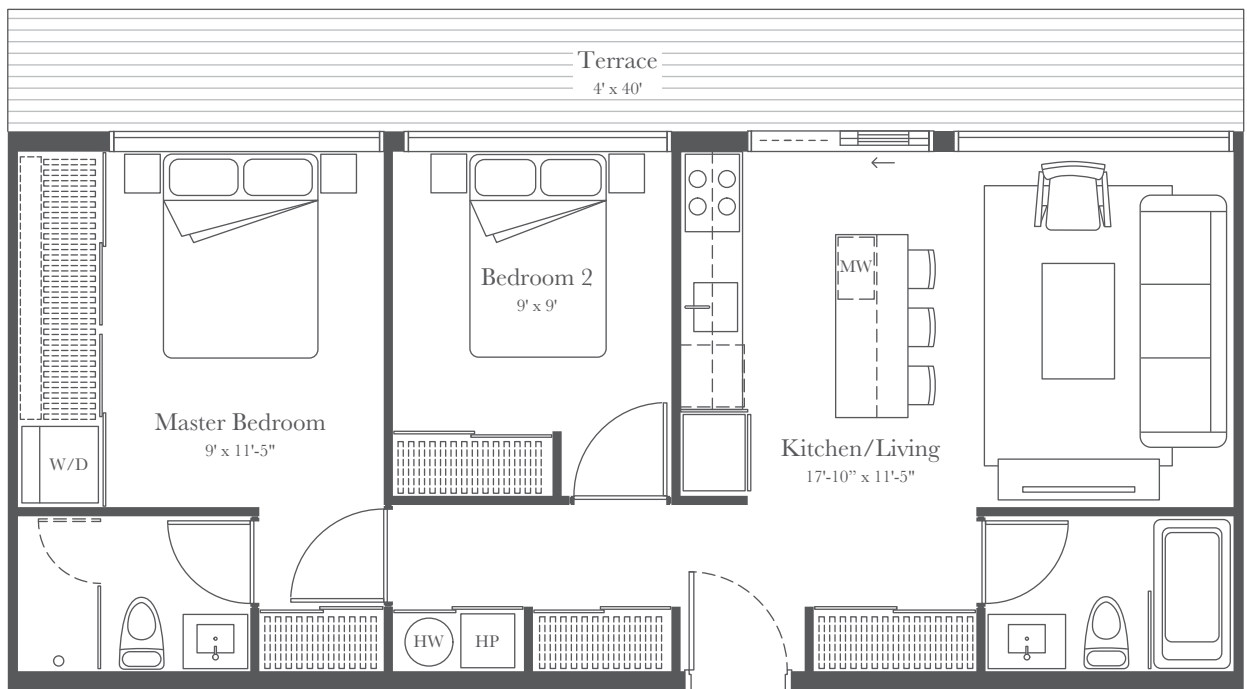 Terrace
4' x 40'
MW
Bedroom 2
9' x 9'
Master Bedroom
9' x 11'-5"
W/D
Kitchen/Living
17'-10” x 11'-5"
HW
HP